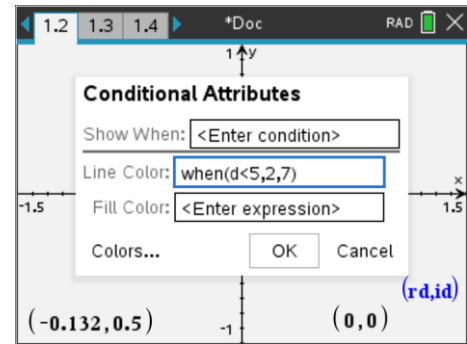 1.2 1.3 1.4 *Doc RAD
1 y
Conditional Attributes
Show When: <Enter condition>
Line Color: when(d<5,2,7)
x
-1.5 Fill Color: <Enter expression> 1.5
Colors... OK Cancel
(rd,id)
(-0.132,0.5) -1 (0,0)